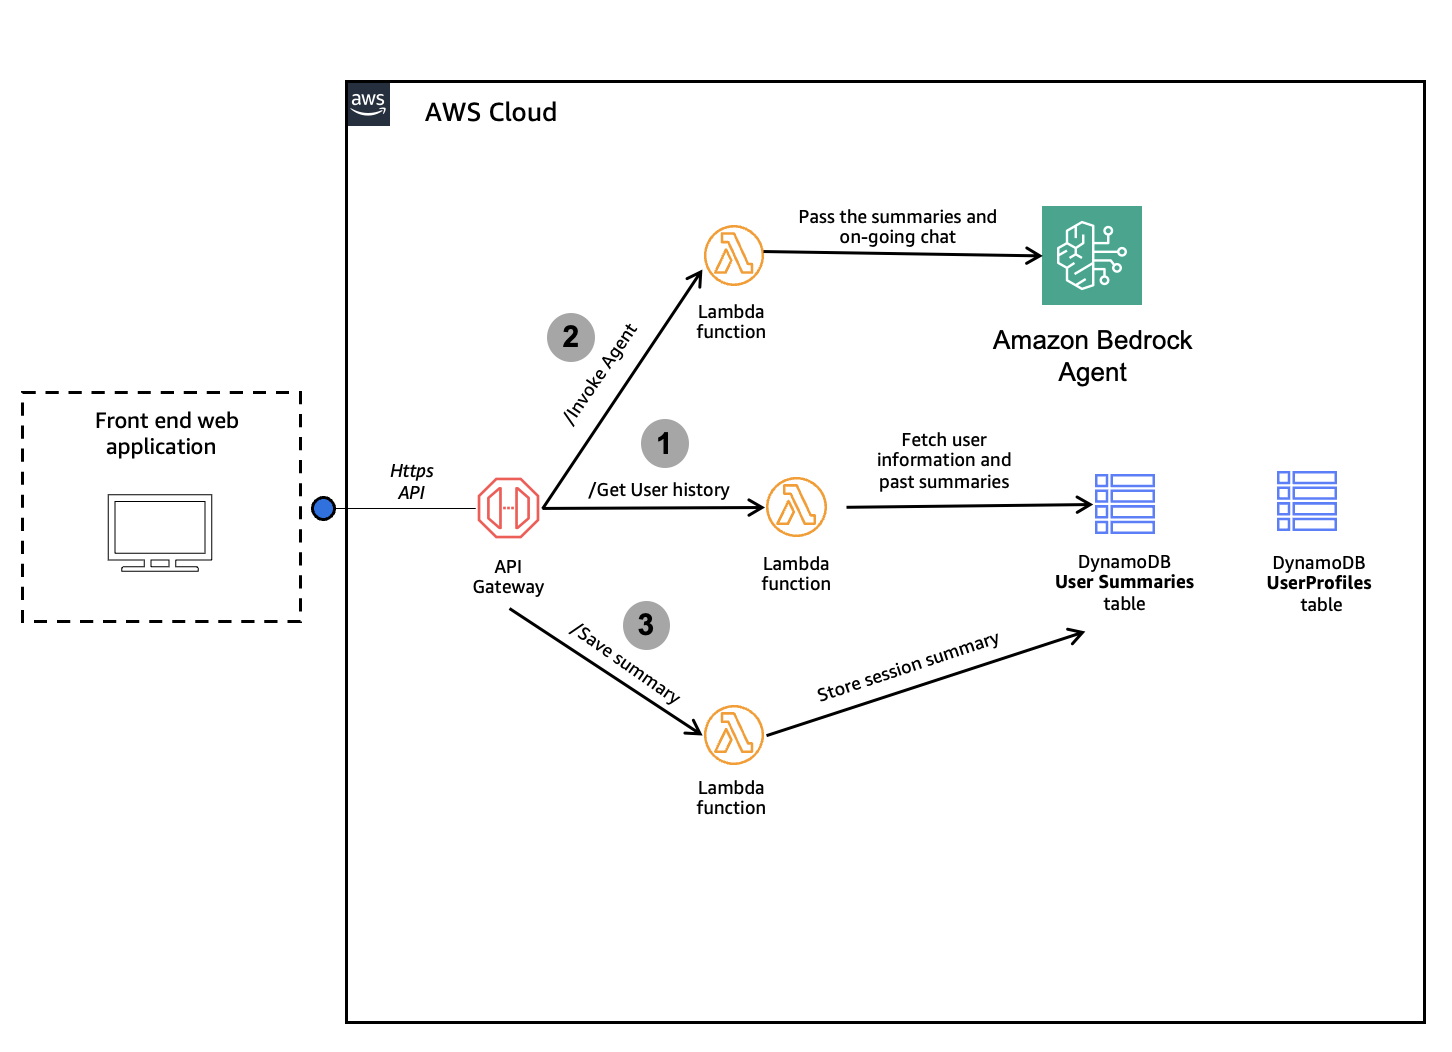 aws
AWS Cloud
Pass the summaries and
on-going chat
Lambda
function
2
/Invoke Agent
Amazon Bedrock
Agent
Front end web
application
Https
API
1
/Get User history
Fetch user
information and
past summaries
API
Gateway
Lambda
function
DynamoDB
User Summaries
table
DynamoDB
UserProfiles
table
3
/Save summary
Store session summary
Lambda
function